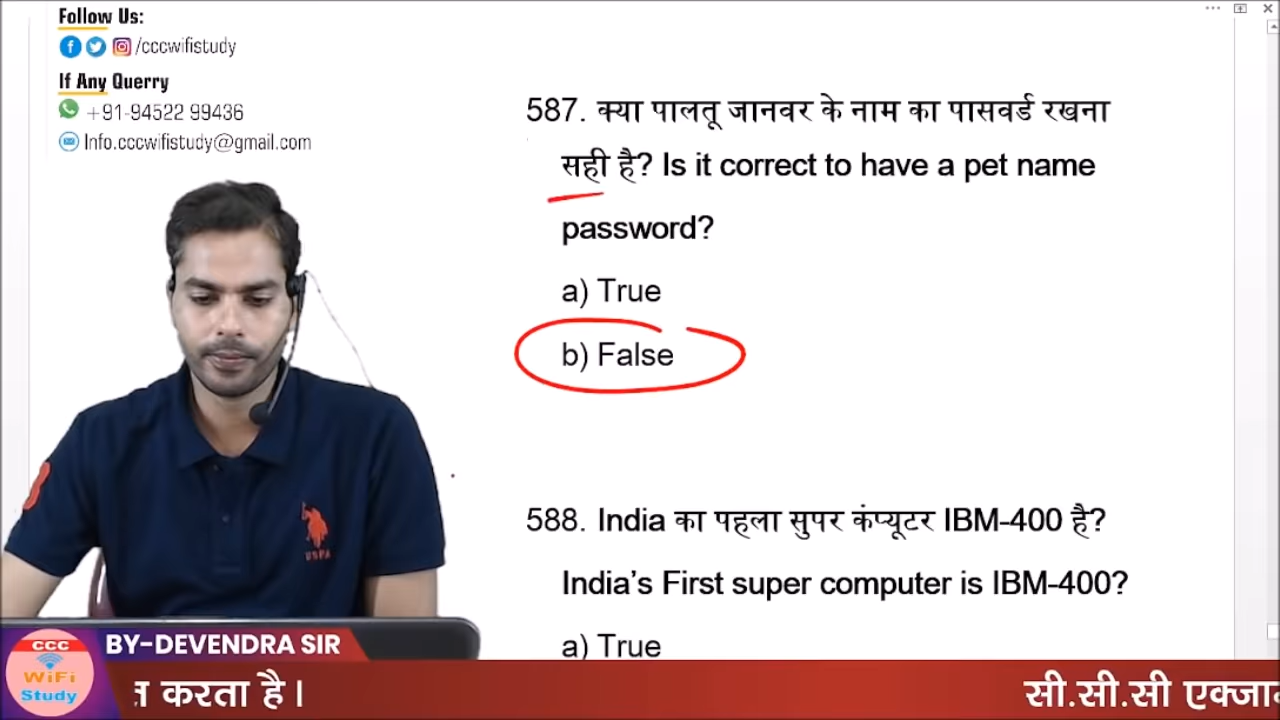 Follow Us:
/cccwifistudy
If Any Querry
+91-94522 99436
Info.cccwifistudy@gmail.com
587. क्या पालतू जानवर के नाम का पासवर्ड रखना
सही है? Is it correct to have a pet name
password?
a) True
b) False
588. India का पहला सुपर कंप्यूटर IBM-400 है?
India's First super computer is IBM-400?
a) True
USPA
BY-DEVENDRA SIR
CCC
WiFi
Study
करता है।
सी.सी.सी